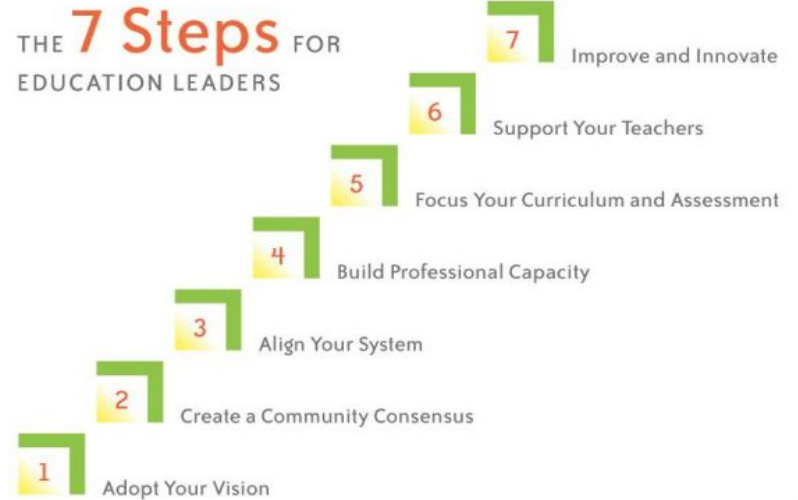 THE 7 Steps FOR
EDUCATION LEADERS
7
Improve and Innovate
6
Support Your Teachers
5
Focus Your Curriculum and Assessment
4
Build Professional Capacity
3
Align Your System
2
Create a Community Consensus
1
Adopt Your Vision